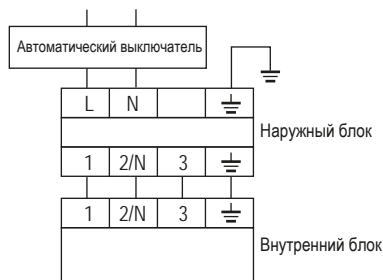 Автоматический выключатель
L N
Наружный блок
1 2/N 3
1 2/N 3
Внутренний блок